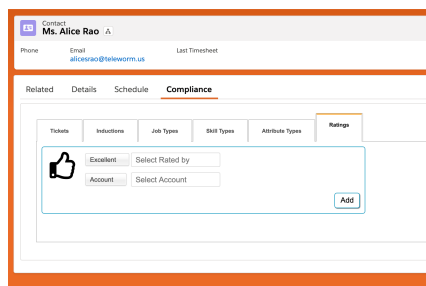 Contact
Ms. Alice Rao
Phone Email Last Timesheet
alicesrao@teleworm.us
Related Details Schedule Compliance
Tickets Inductions Job Types Skill Types Attribute Types Ratings
Excellent Select Rated by
Account Select Account
Add